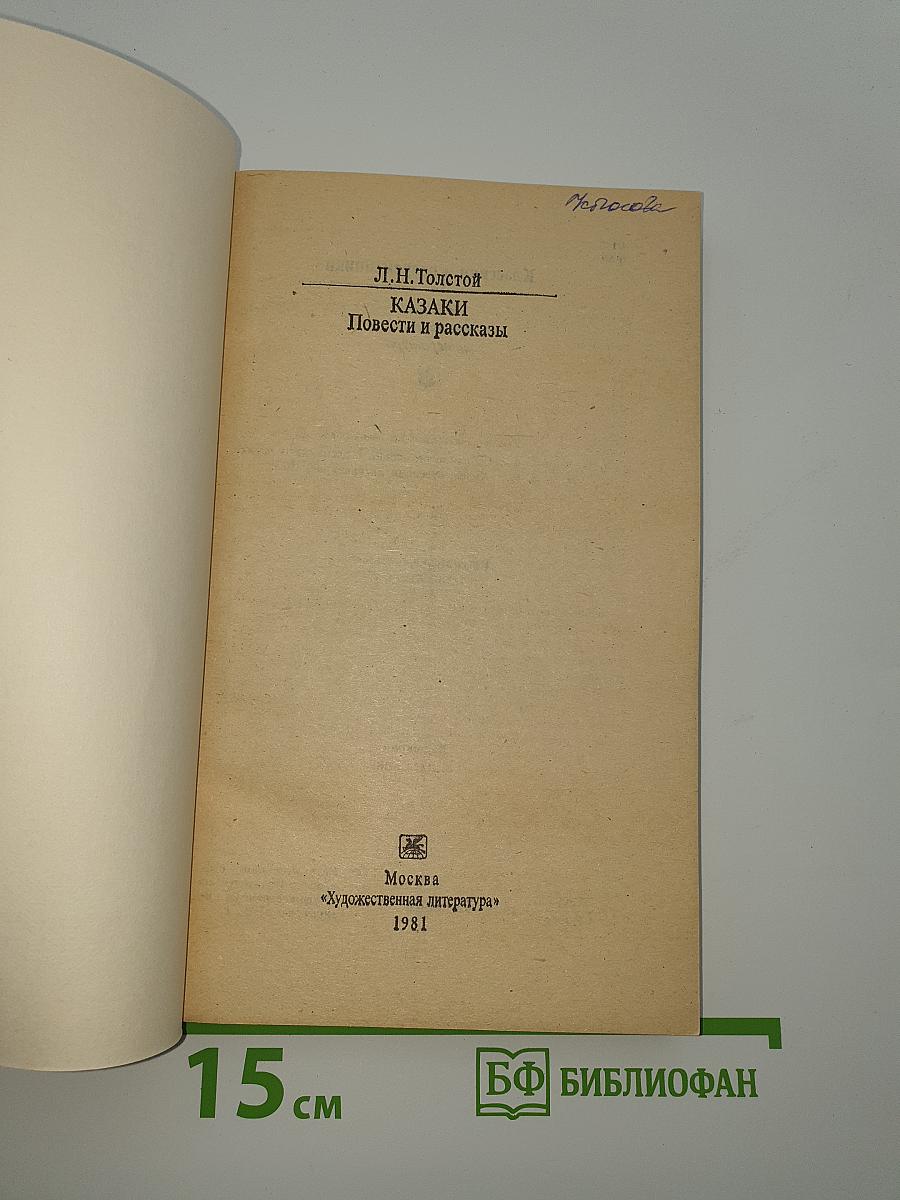 Л.Н.Толстой
КАЗАКИ
Повести и рассказы
Москва
«Художественная литература»
1981
15 см
БФ БИБЛИОФАН